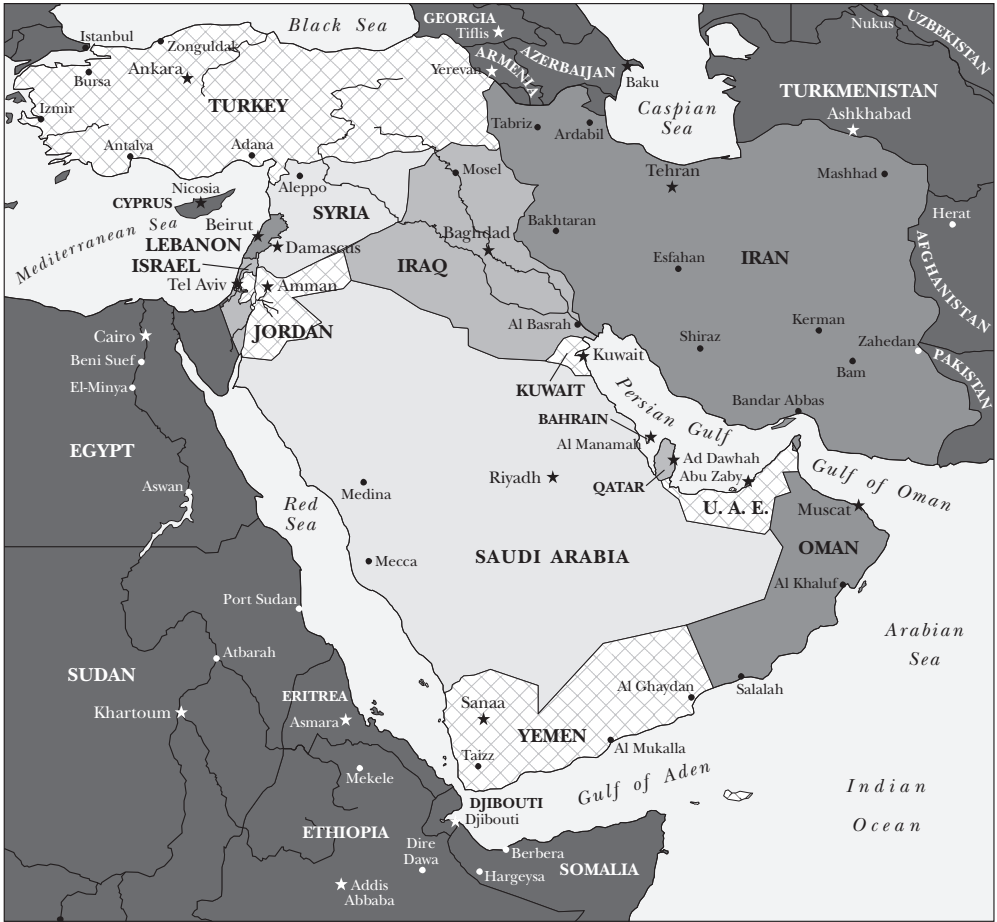 Black Sea
GEORGIA
Tiflis
Nukus
UZBEKISTAN
Istanbul
Zonguldak
Ankara
Bursa
Yerevan
ARMENIA
AZERBAIJAN
Baku
TURKMENISTAN
Ashkhabad
Caspian
Sea
Izmir
TURKEY
Antalya
Adana
Tabriz
Ardabil
Tehran
Mashhad
Nicosia
CYPRUS
Aleppo
Mosel
SYRIA
Mediterranean Sea
Beirut
LEBANON
Damascus
ISRAEL
Tel Aviv
Amman
JORDAN
Baghdad
IRAQ
Bakhtaran
Esfahan
IRAN
Herat
AFGHANISTAN
Al Basrah
Shiraz
Kerman
Zahedan
Bam
PAKISTAN
Cairo
Beni Suef
El-Minya
Kuwait
KUWAIT
Persian Gulf
Bandar Abbas
BAHRAIN
Al Manamah
EGYPT
Ad Dawhah
Abu Zaby
QATAR
U. A. E.
Gulf of Oman
Muscat
Riyadh
Medina
Aswan
Red
Sea
SAUDI ARABIA
OMAN
Mecca
Al Khaluf
Port Sudan
Arabian
Sea
Atbarah
SUDAN
Khartoum
ERITREA
Asmara
Sanaa
Al Ghaydan
Salalah
YEMEN
Taizz
Al Mukalla
Mekele
Gulf of Aden
Indian
Ocean
DJIBOUTI
Djibouti
ETHIOPIA
Dire
Dawa
Berbera
Hargeysa
SOMALIA
Addis
Abbaba